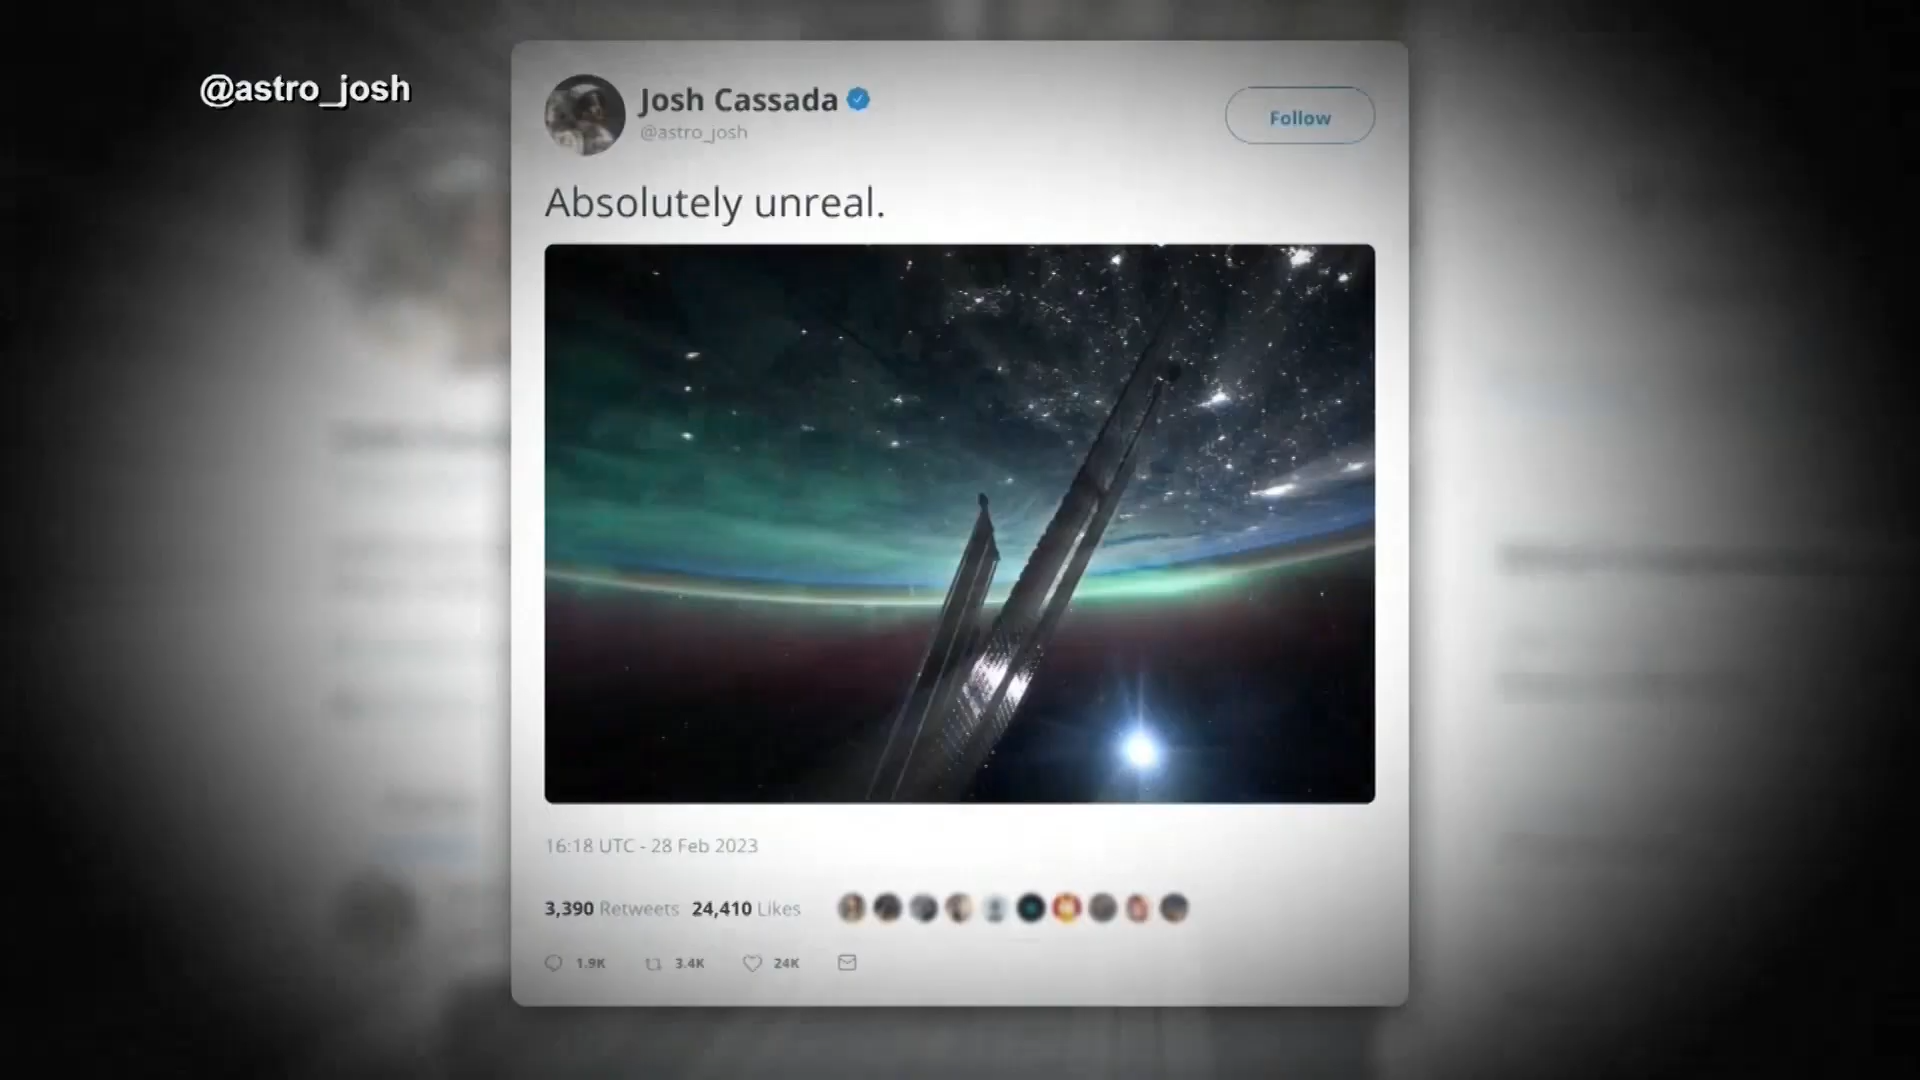 @astro_josh
Josh Cassada
@astro_josh
Follow
Absolutely unreal.
16:18 UTC - 28 Feb 2023
3,390 Retweets 24,410 Likes
1.9K 3.4K 24K